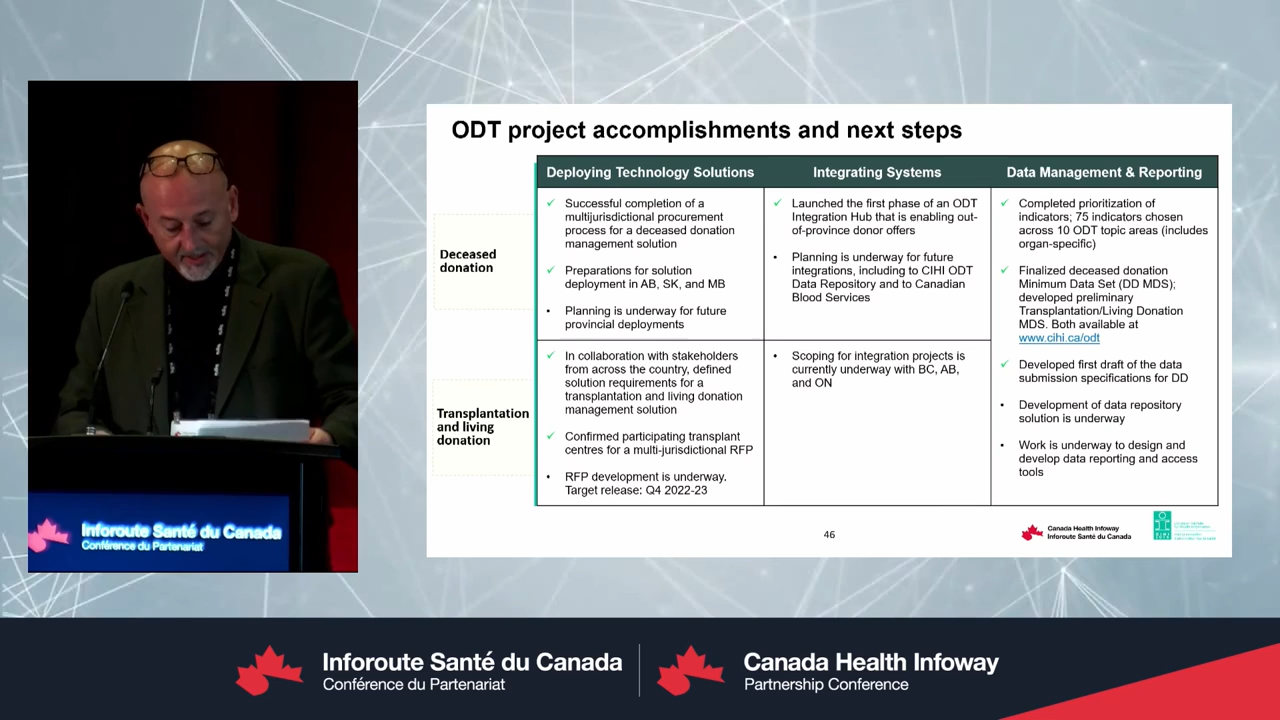 ODT project accomplishments and next steps
Deploying Technology Solutions
Integrating Systems
Data Management & Reporting
Deceased
donation
✓ Successful completion of a
multijurisdictional procurement
process for a deceased donation
management solution
✓ Preparations for solution
deployment in AB, SK, and MB
• Planning is underway for future
provincial deployments
✓ Launched the first phase of an ODT
Integration Hub that is enabling out-
of-province donor offers
• Planning is underway for future
integrations, including to CIHI ODT
Data Repository and to Canadian
Blood Services
✓ Completed prioritization of
indicators; 75 indicators chosen
across 10 ODT topic areas (includes
organ-specific)
✓ Finalized deceased donation
Minimum Data Set (DD MDS);
developed preliminary
Transplantation/Living Donation
MDS. Both available at
www.cihi.ca/odt
✓ Developed first draft of the data
submission specifications for DD
• Development of data repository
solution is underway
• Work is underway to design and
develop data reporting and access
tools
Transplantation
and living
donation
✓ In collaboration with stakeholders
from across the country, defined
solution requirements for a
transplantation and living donation
management solution
✓ Confirmed participating transplant
centres for a multi-jurisdictional RFP
• RFP development is underway.
Target release: Q4 2022-23
• Scoping for integration projects is
currently underway with BC, AB,
and ON
46
Canada Health Infoway
Inforoute Santé du Canada
Inforoute Santé du Canada
Conférence du Partenariat
Inforoute Santé du Canada
Conférence du Partenariat
Canada Health Infoway
Partnership Conference